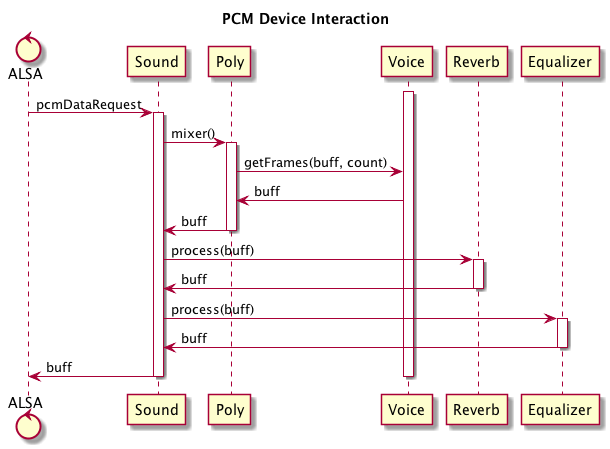 PCM Device Interaction
ALSA
Sound
Poly
Voice
Reverb
Equalizer
pcmDataRequest
mixer()
getFrames(buff, count)
buff
buff
process(buff)
buff
process(buff)
buff
buff
ALSA
Sound
Poly
Voice
Reverb
Equalizer